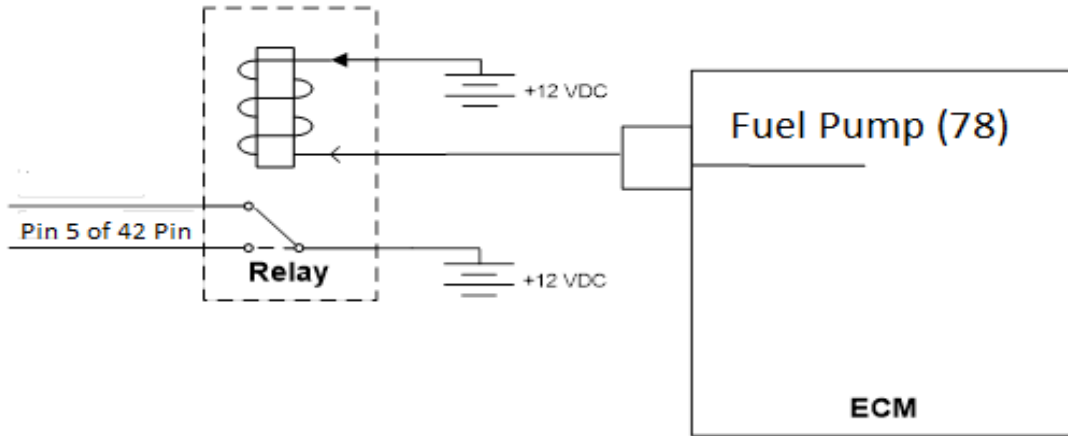 +12 VDC
Fuel Pump (78)
Pin 5 of 42 Pin
Relay
+12 VDC
ECM